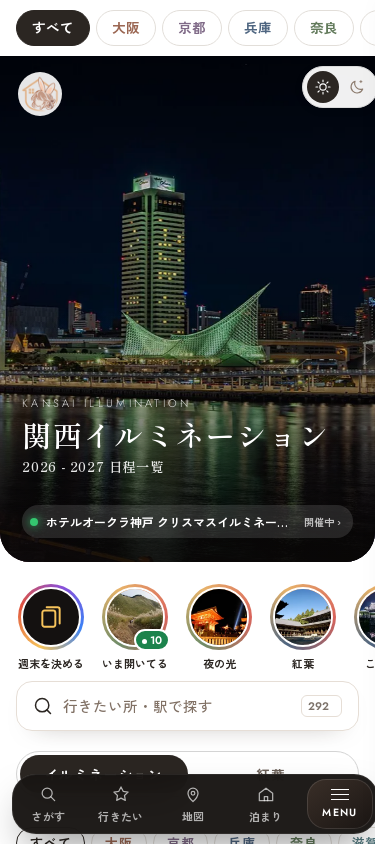 すべて
大阪
京都
兵庫
奈良
KANSAI ILLUMINATION
関西イルミネーション
2026 - 2027 日程一覧
ホテルオークラ神戸 クリスマスイルミネー…
開催中 ›
10
週末を決める
いま開いてる
夜の光
紅葉
こ
行きたい所・駅で探す
292
イルミネーション
紅葉
さがす
行きたい
地図
泊まり
MENU
すべて
大阪
京都
兵庫
奈良
滋賀